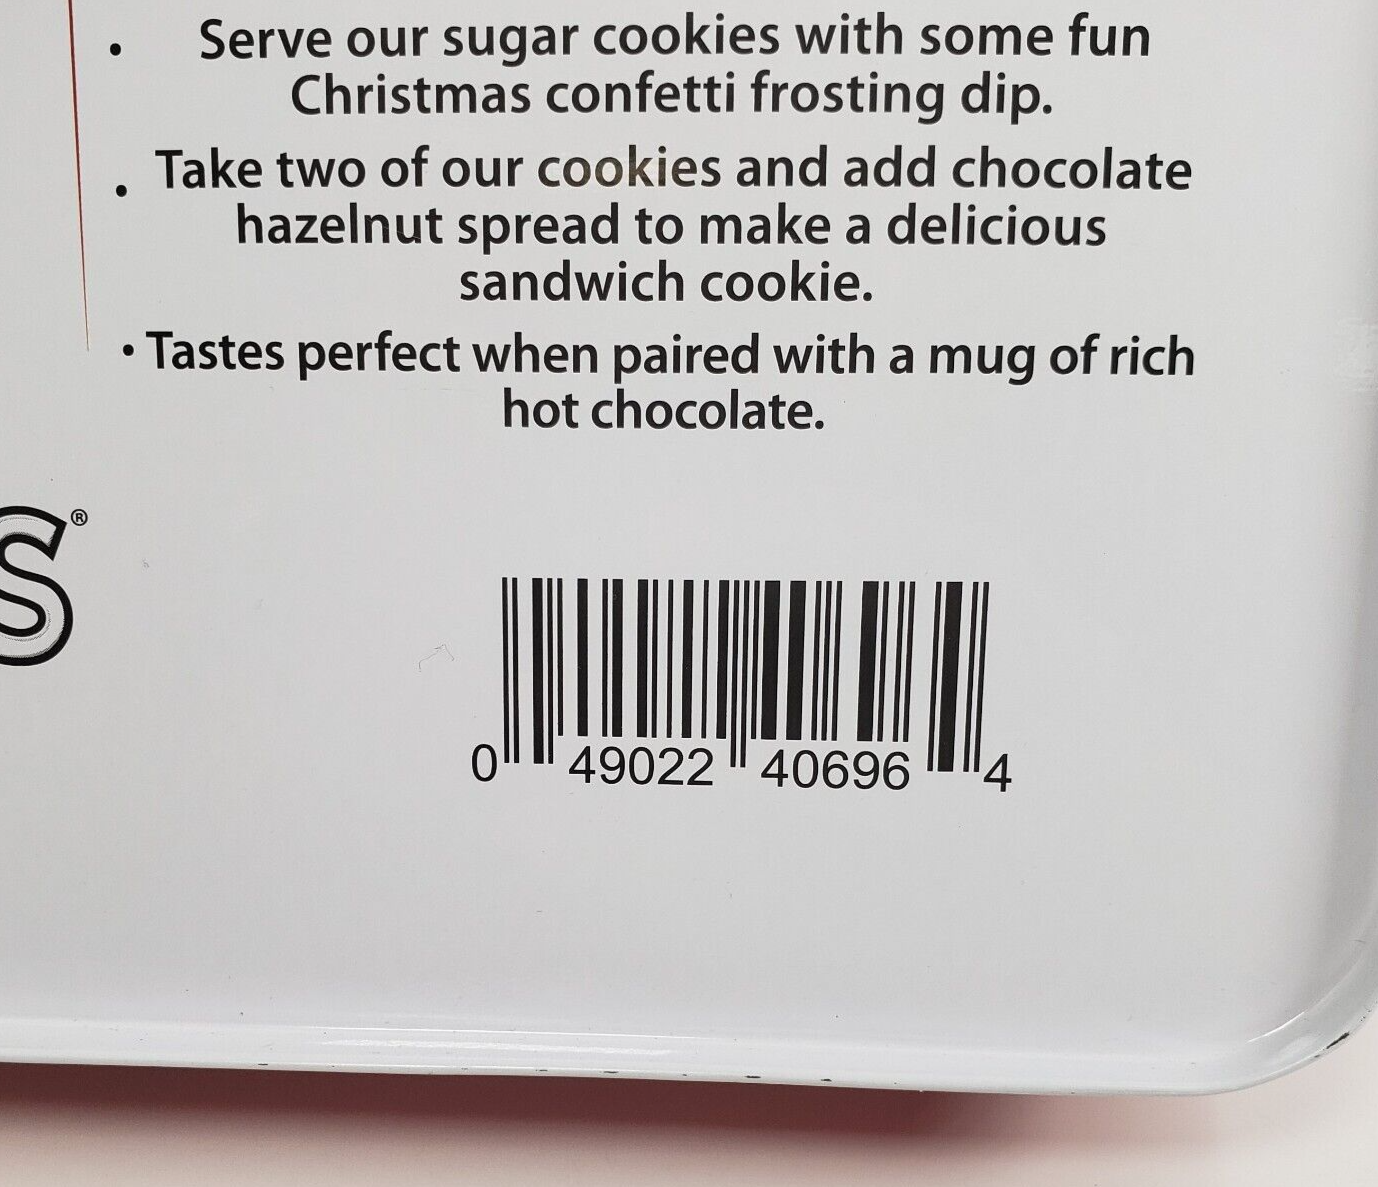 • Serve our sugar cookies with some fun
Christmas confetti frosting dip.
• Take two of our cookies and add chocolate
hazelnut spread to make a delicious
sandwich cookie.
• Tastes perfect when paired with a mug of rich
hot chocolate.
S®
0 49022 40696 4